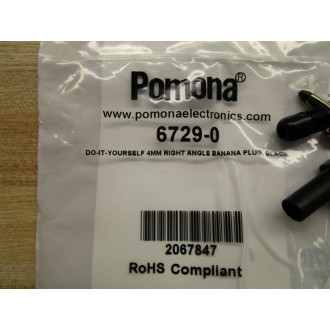 Pomona®
www.pomonaelectronics.com
6729-0
DO-IT-YOURSELF 4MM RIGHT ANGLE BANANA PLUG, BLACK
2067847
RoHS Compliant